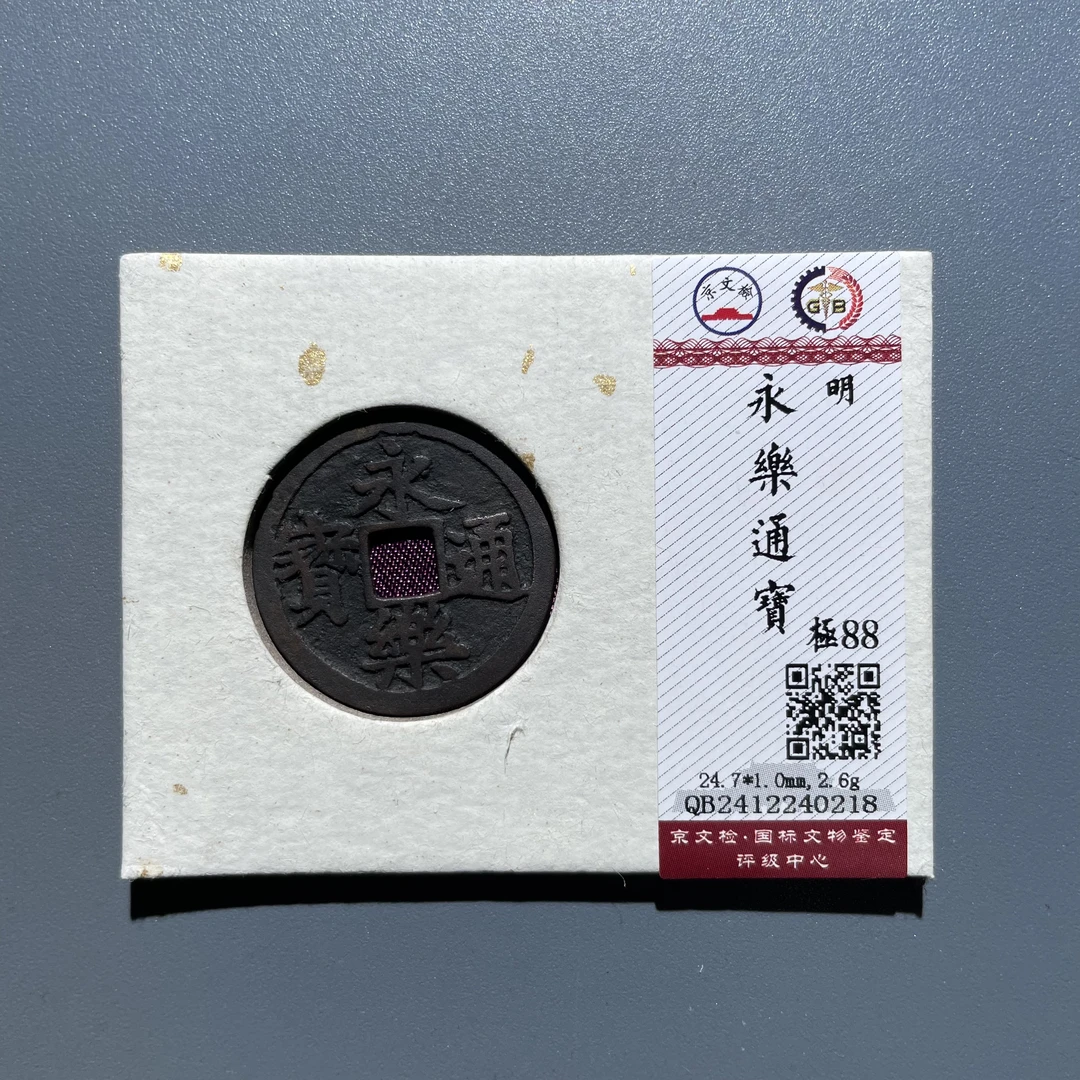 永樂通寶
京文检
GB
明
永樂通寶
極88
24.7*1.0mm,2.6g
QB2412240218
京文检·国标文物鉴定
评级中心